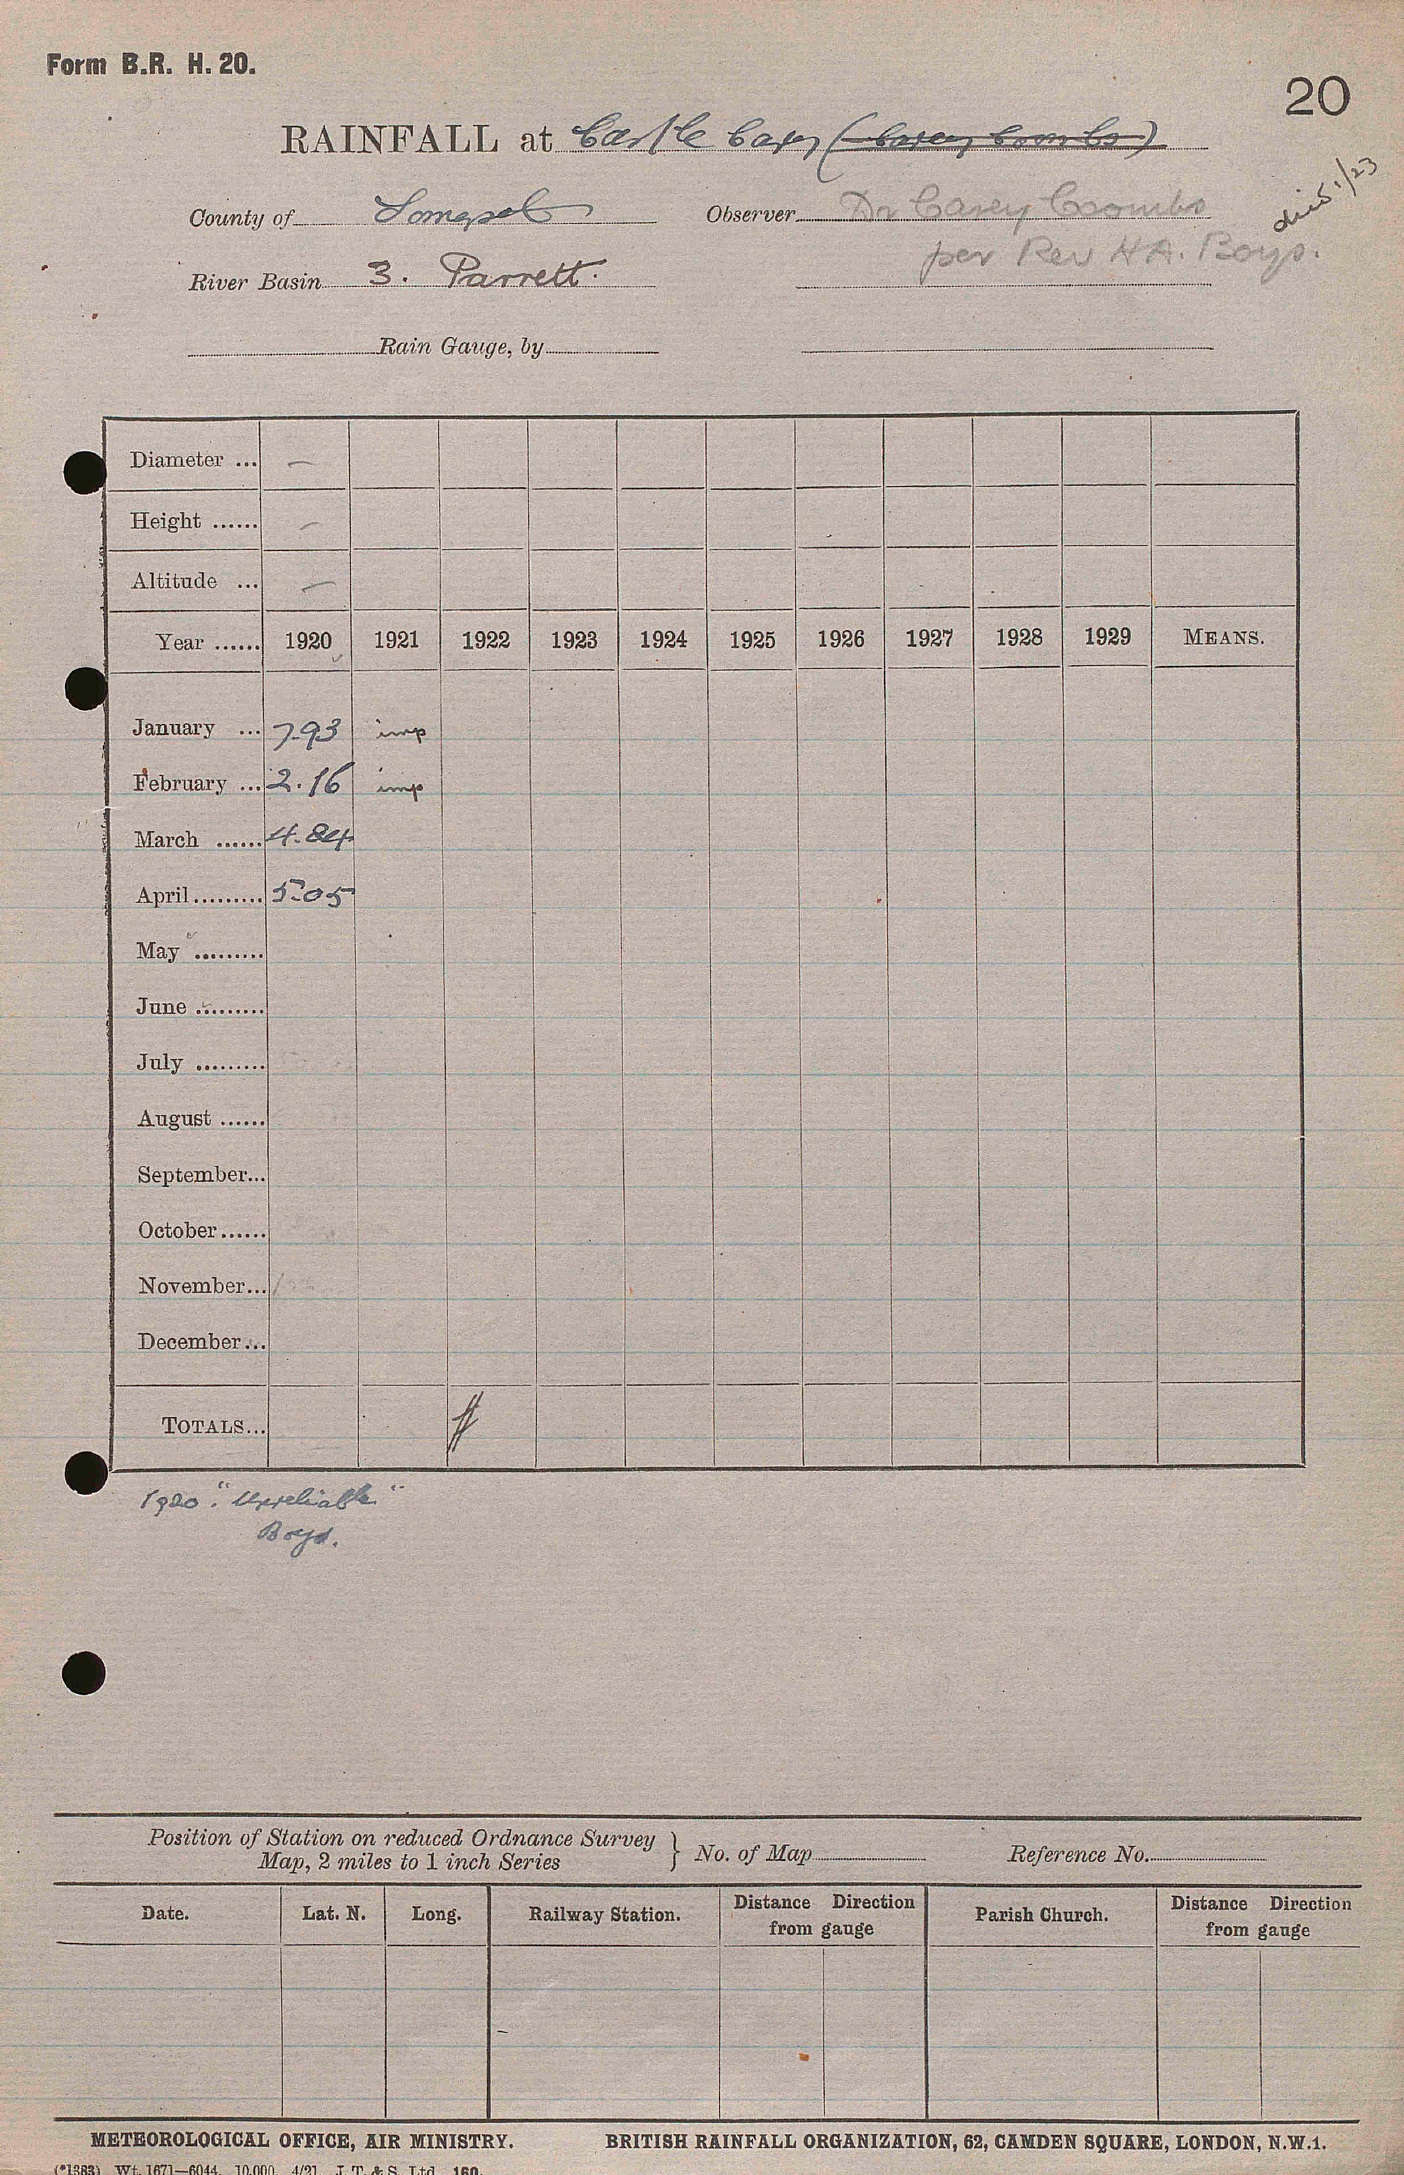 Form B.R. H. 20.
20
RAINFALL at Castle Cary (Carey Coombs)
County of Somerset Observer Dr Carey Coombs
1/23
per Rev H A. Boys.
River Basin 3. Parrett.
Rain Gauge, by
Diameter ... —
Height ...... —
Altitude ... —
Year ...... 1920 1921 1922 1923 1924 1925 1926 1927 1928 1929 MEANS.
January ... 7.93 imp
February ... 2.16 imp
March ...... 4.84
April ......... 5.05
May .........
June .........
July .........
August ......
September...
October ......
November...
December...
TOTALS...
1920 "Unreliable"
Boys.
Position of Station on reduced Ordnance Survey
Map, 2 miles to 1 inch Series } No. of Map Reference No.
Date. Lat. N. Long. Railway Station. Distance Direction from gauge Parish Church. Distance Direction from gauge
METEOROLOGICAL OFFICE, AIR MINISTRY. BRITISH RAINFALL ORGANIZATION, 62, CAMDEN SQUARE, LONDON, N.W.1.
(*1383) Wt. 1671—6044. 10,000. 4/21. J. T. & S. Ltd. 160.